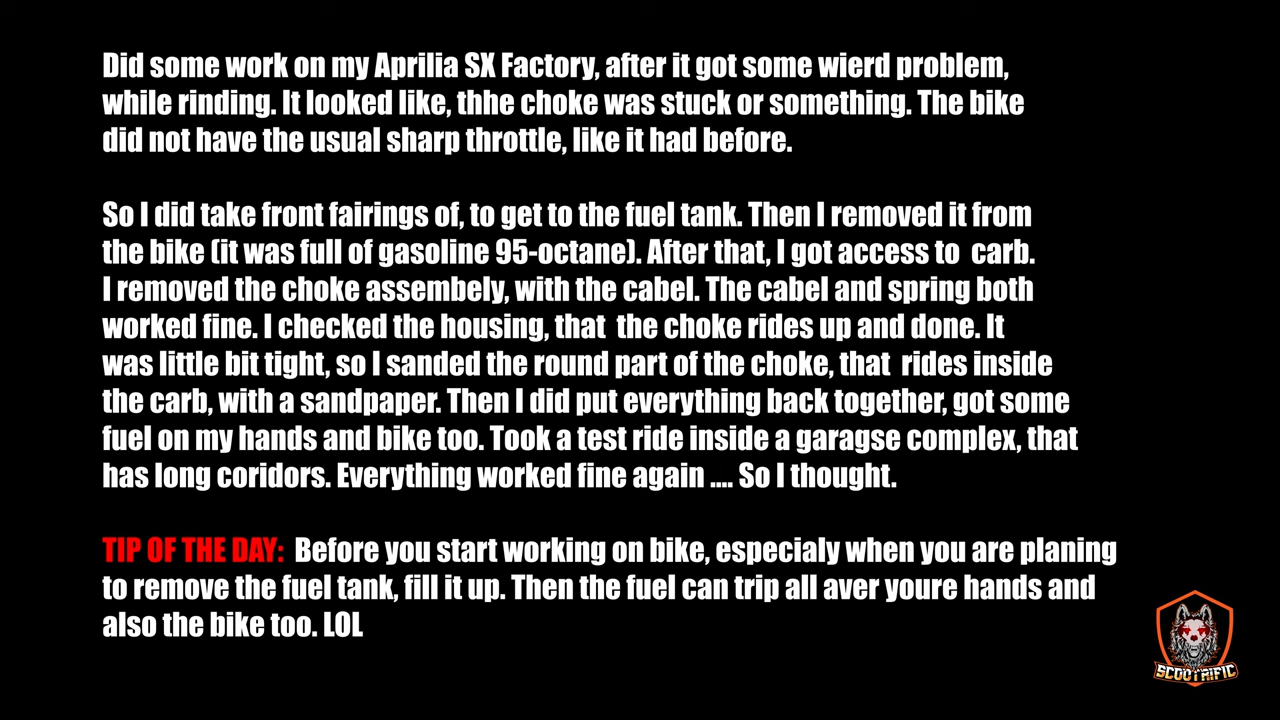 Did some work on my Aprilia SX Factory, after it got some wierd problem,
while rinding. It looked like, thhe choke was stuck or something. The bike
did not have the usual sharp throttle, like it had before.
So I did take front fairings of, to get to the fuel tank. Then I removed it from
the bike (it was full of gasoline 95-octane). After that, I got access to  carb.
I removed the choke assembely, with the cabel. The cabel and spring both
worked fine. I checked the housing, that  the choke rides up and done. It
was little bit tight, so I sanded the round part of the choke, that  rides inside
the carb, with a sandpaper. Then I did put everything back together, got some
fuel on my hands and bike too. Took a test ride inside a garagse complex, that
has long coridors. Everything worked fine again .... So I thought.
TIP OF THE DAY:  Before you start working on bike, especialy when you are planing
to remove the fuel tank, fill it up. Then the fuel can trip all aver youre hands and
also the bike too. LOL
SCOOTRIFIC